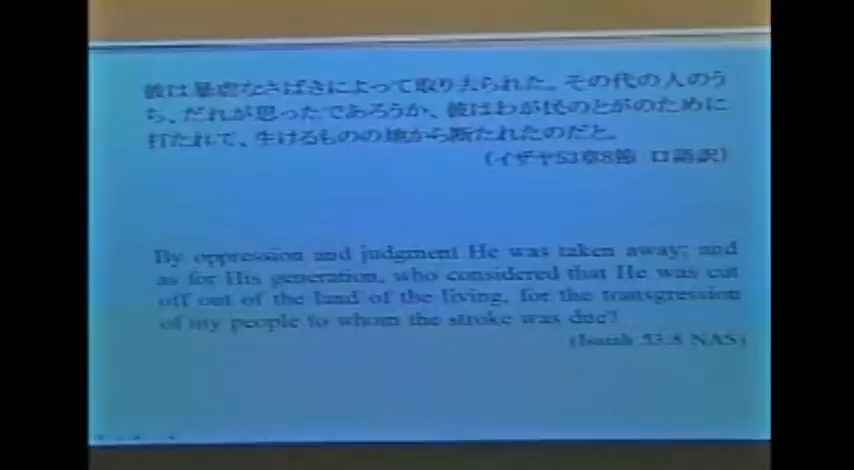 彼は暴虐なさばきによって取り去られた。その代の人のう
ち、だれが思ったであろうか、彼はわが民のとがのために
打たれて、生けるものの地から断たれたのだと。
(イザヤ53章8節 口語訳)
By oppression and judgment He was taken away; and
as for His generation, who considered that He was cut
off out of the land of the living, for the transgression
of my people to whom the stroke was due?
(Isaiah 53:8 NAS)